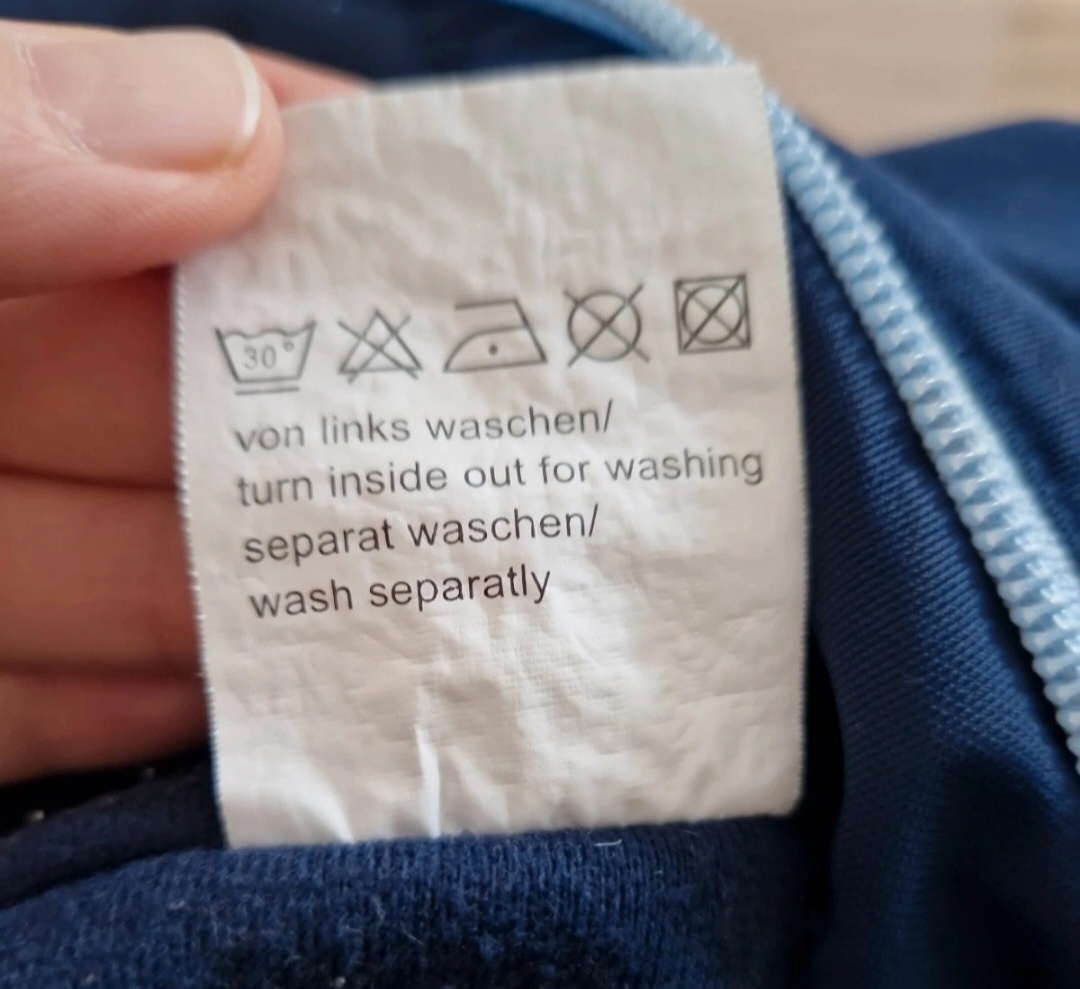 30°
von links waschen/
turn inside out for washing
separat waschen/
wash separatly